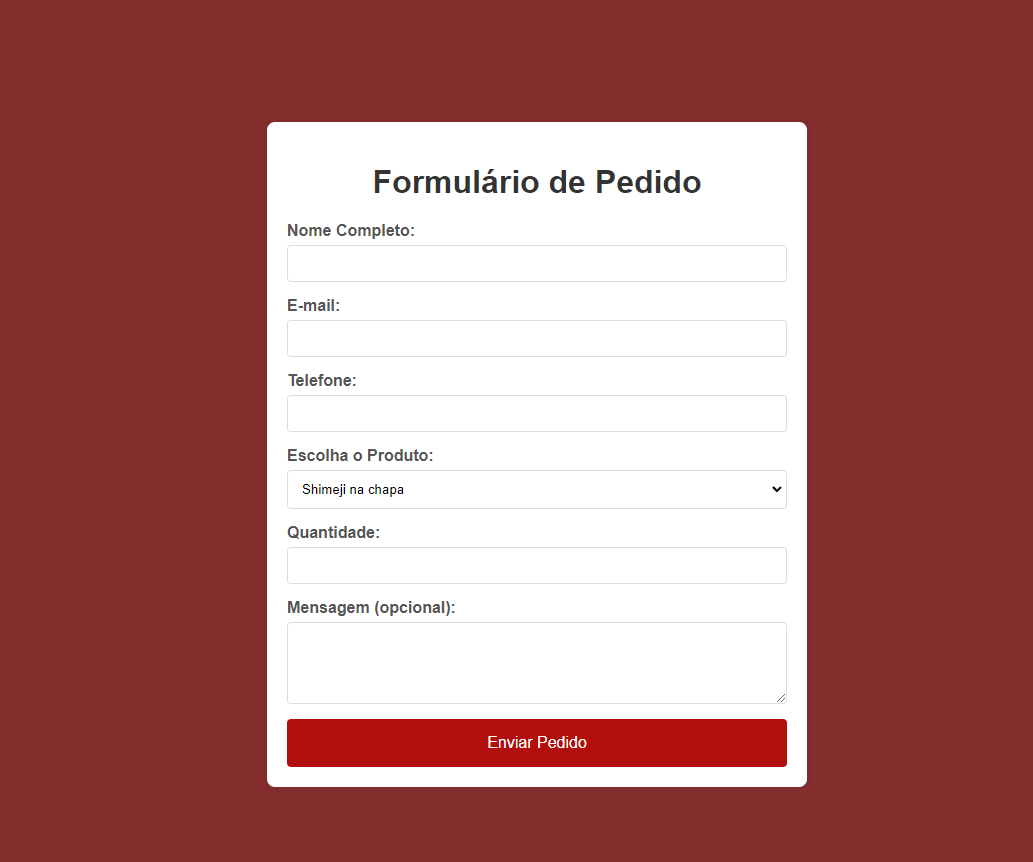 Formulário de Pedido
Nome Completo:
E-mail:
Telefone:
Escolha o Produto:
Shimeji na chapa
Quantidade:
Mensagem (opcional):
Enviar Pedido